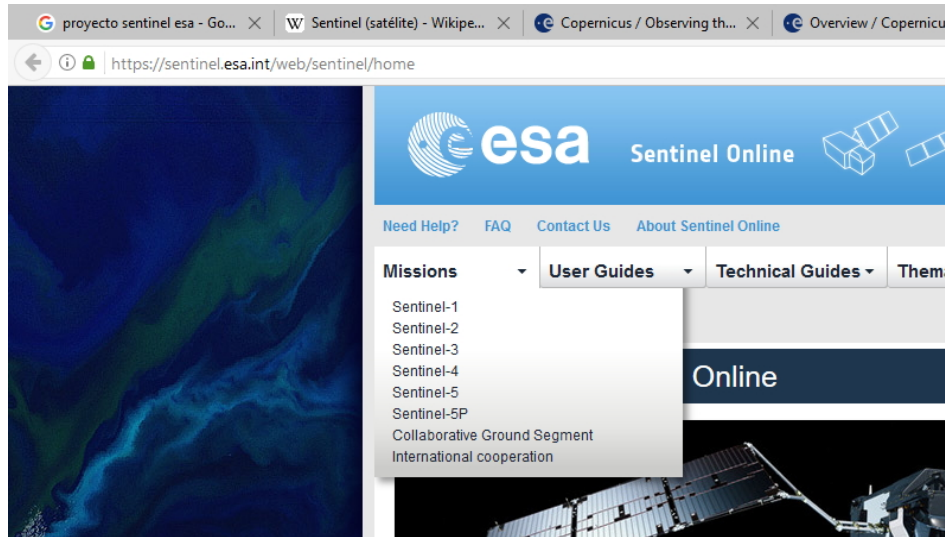 proyecto sentinel esa - Go...
Sentinel (satélite) - Wikipe...
Copernicus / Observing th...
Overview / Copernicu
https://sentinel.esa.int/web/sentinel/home
esa
Sentinel Online
Need Help? FAQ Contact Us About Sentinel Online
Missions User Guides Technical Guides Thema
Sentinel-1
Sentinel-2
Sentinel-3
Sentinel-4
Sentinel-5
Sentinel-5P
Collaborative Ground Segment
International cooperation
Online